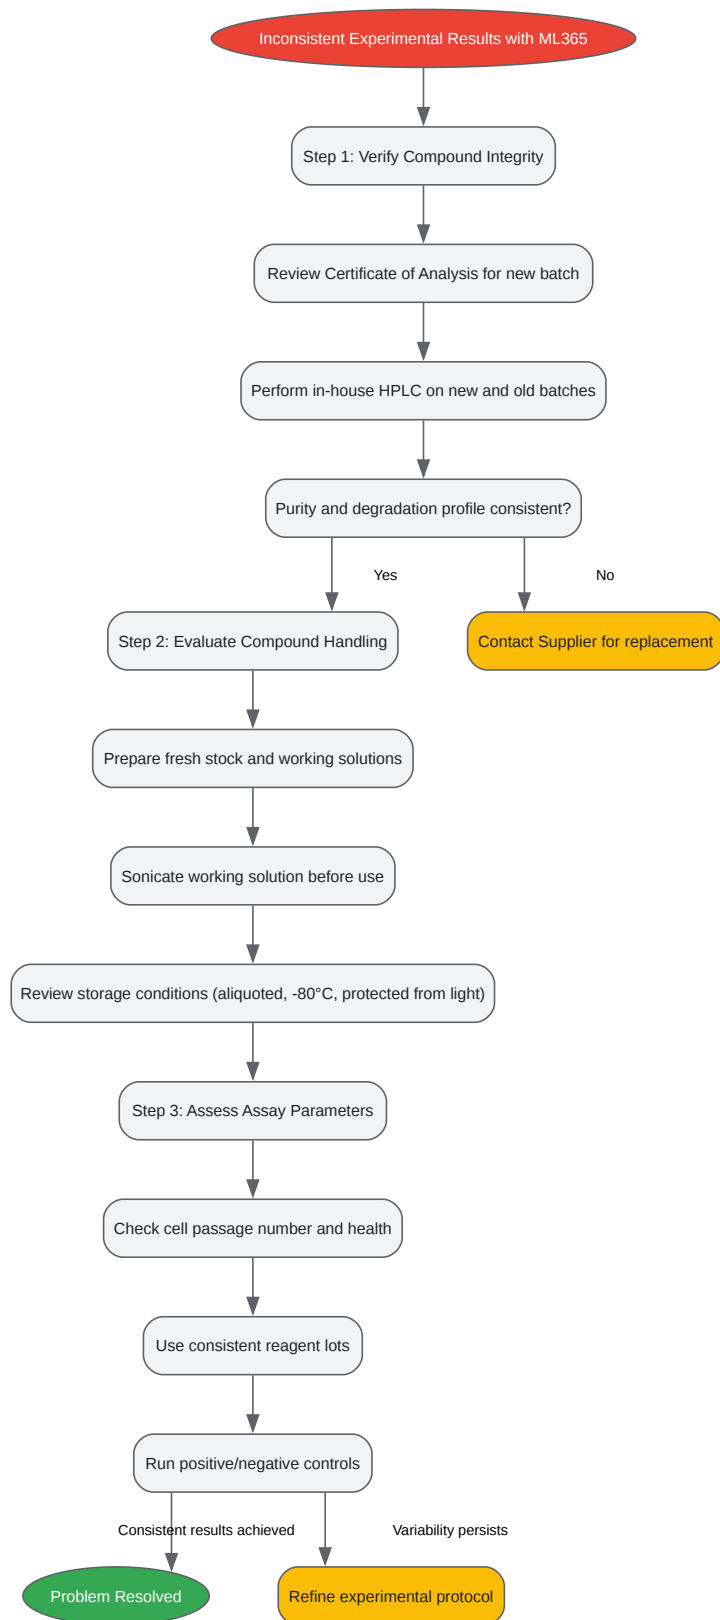 Inconsistent Experimental Results with ML365
Step 1: Verify Compound Integrity
Review Certificate of Analysis for new batch
Perform in-house HPLC on new and old batches
Purity and degradation profile consistent?
Yes
No
Step 2: Evaluate Compound Handling
Contact Supplier for replacement
Prepare fresh stock and working solutions
Sonicate working solution before use
Review storage conditions (aliquoted, -80°C, protected from light)
Step 3: Assess Assay Parameters
Check cell passage number and health
Use consistent reagent lots
Run positive/negative controls
Consistent results achieved
Variability persists
Problem Resolved
Refine experimental protocol